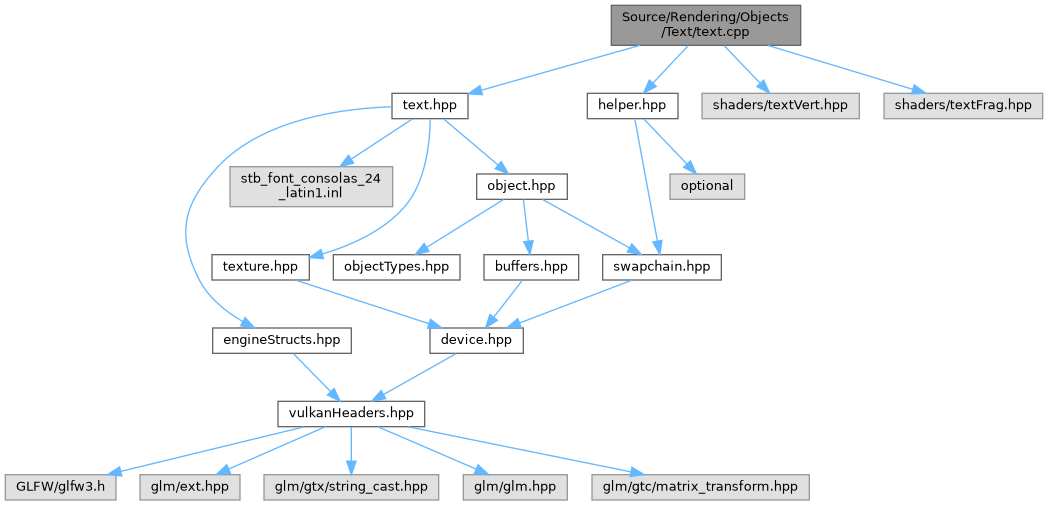 Source/Rendering/Objects
/Text/text.cpp
text.hpp
helper.hpp
shaders/textVert.hpp
shaders/textFrag.hpp
stb_font_consolas_24
_latin1.inl
object.hpp
optional
texture.hpp
objectTypes.hpp
buffers.hpp
swapchain.hpp
engineStructs.hpp
device.hpp
vulkanHeaders.hpp
GLFW/glfw3.h
glm/ext.hpp
glm/gtx/string_cast.hpp
glm/glm.hpp
glm/gtc/matrix_transform.hpp